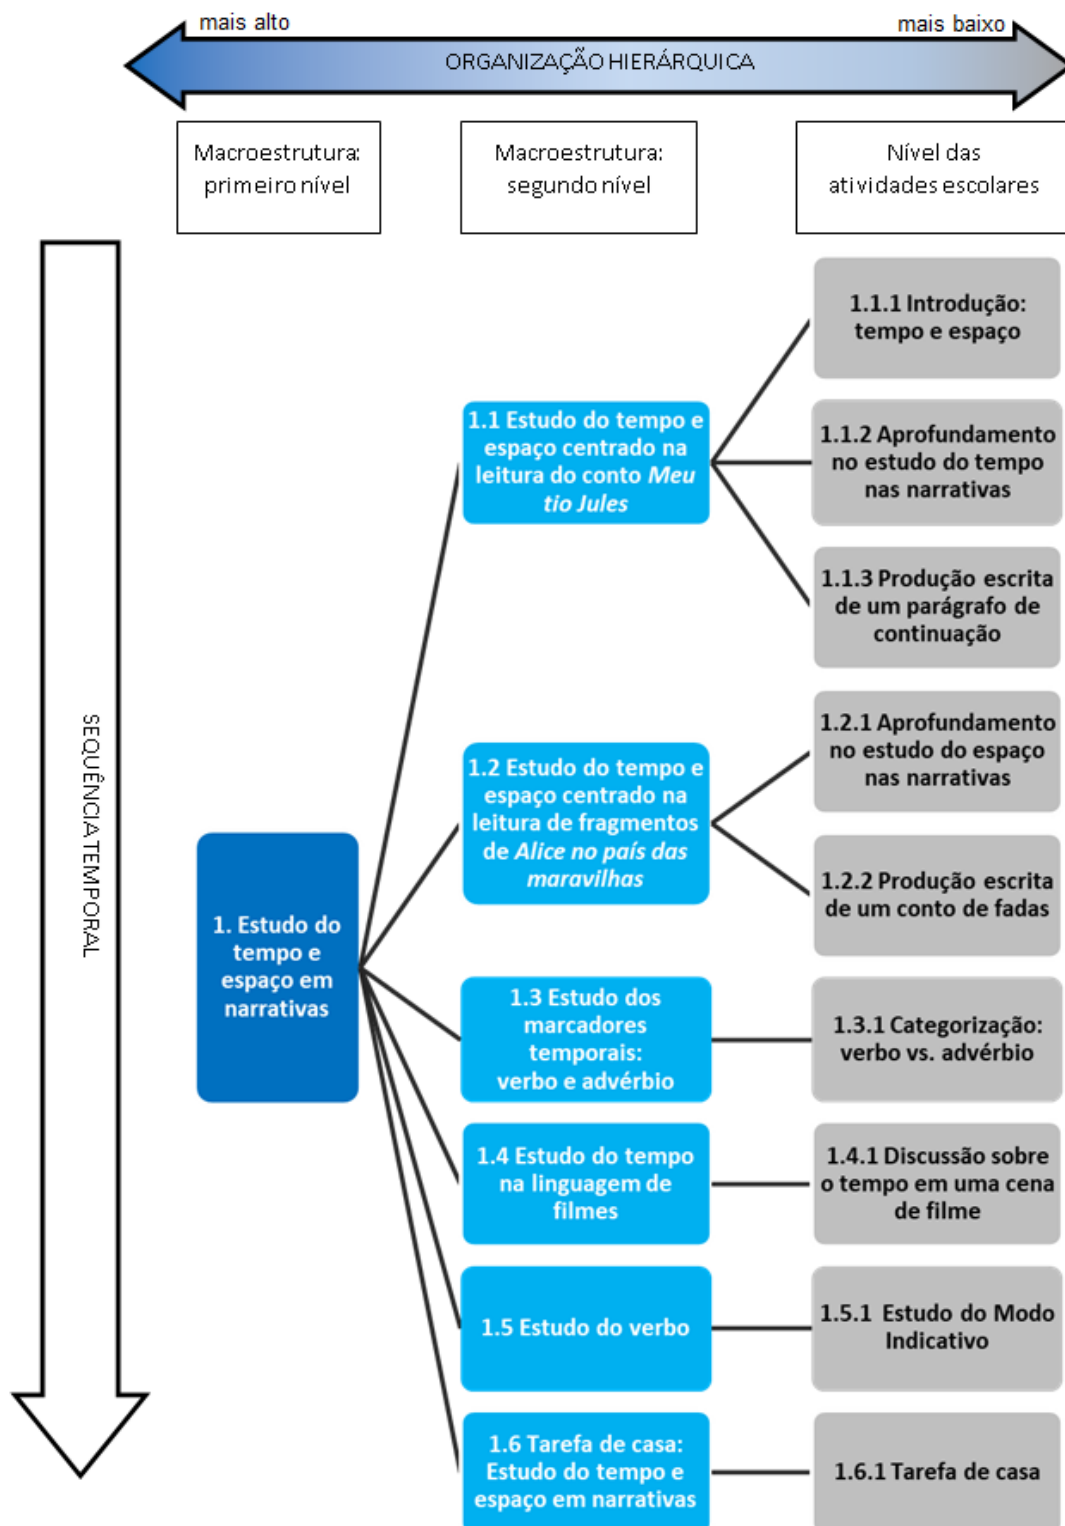 mais alto
mais baixo
ORGANIZAÇÃO HIERÁRQUICA
Macroestrutura:
primeiro nível
Macroestrutura:
segundo nível
Nível das
atividades escolares
SEQUÊNCIA TEMPORAL
1. Estudo do
tempo e
espaço em
narrativas
1.1 Estudo do tempo e
espaço centrado na
leitura do conto Meu
tio Jules
1.1.1 Introdução:
tempo e espaço
1.1.2 Aprofundamento
no estudo do tempo
nas narrativas
1.1.3 Produção escrita
de um parágrafo de
continuação
1.2 Estudo do tempo e
espaço centrado na
leitura de fragmentos
de Alice no país das
maravilhas
1.2.1 Aprofundamento
no estudo do espaço
nas narrativas
1.2.2 Produção escrita
de um conto de fadas
1.3 Estudo dos
marcadores
temporais:
verbo e advérbio
1.3.1 Categorização:
verbo vs. advérbio
1.4 Estudo do tempo
na linguagem de
filmes
1.4.1 Discussão sobre
o tempo em uma cena
de filme
1.5 Estudo do verbo
1.5.1 Estudo do Modo
Indicativo
1.6 Tarefa de casa:
Estudo do tempo e
espaço em narrativas
1.6.1 Tarefa de casa